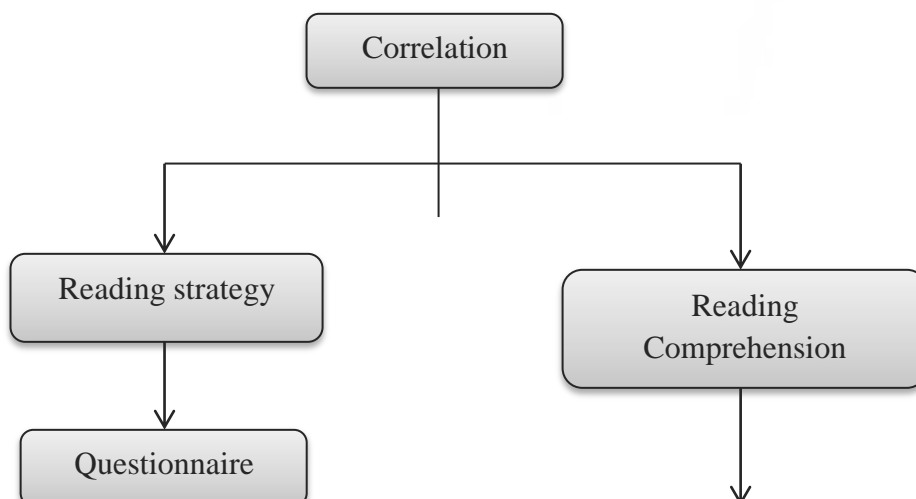 Correlation
Reading strategy
Reading
Comprehension
Questionnaire